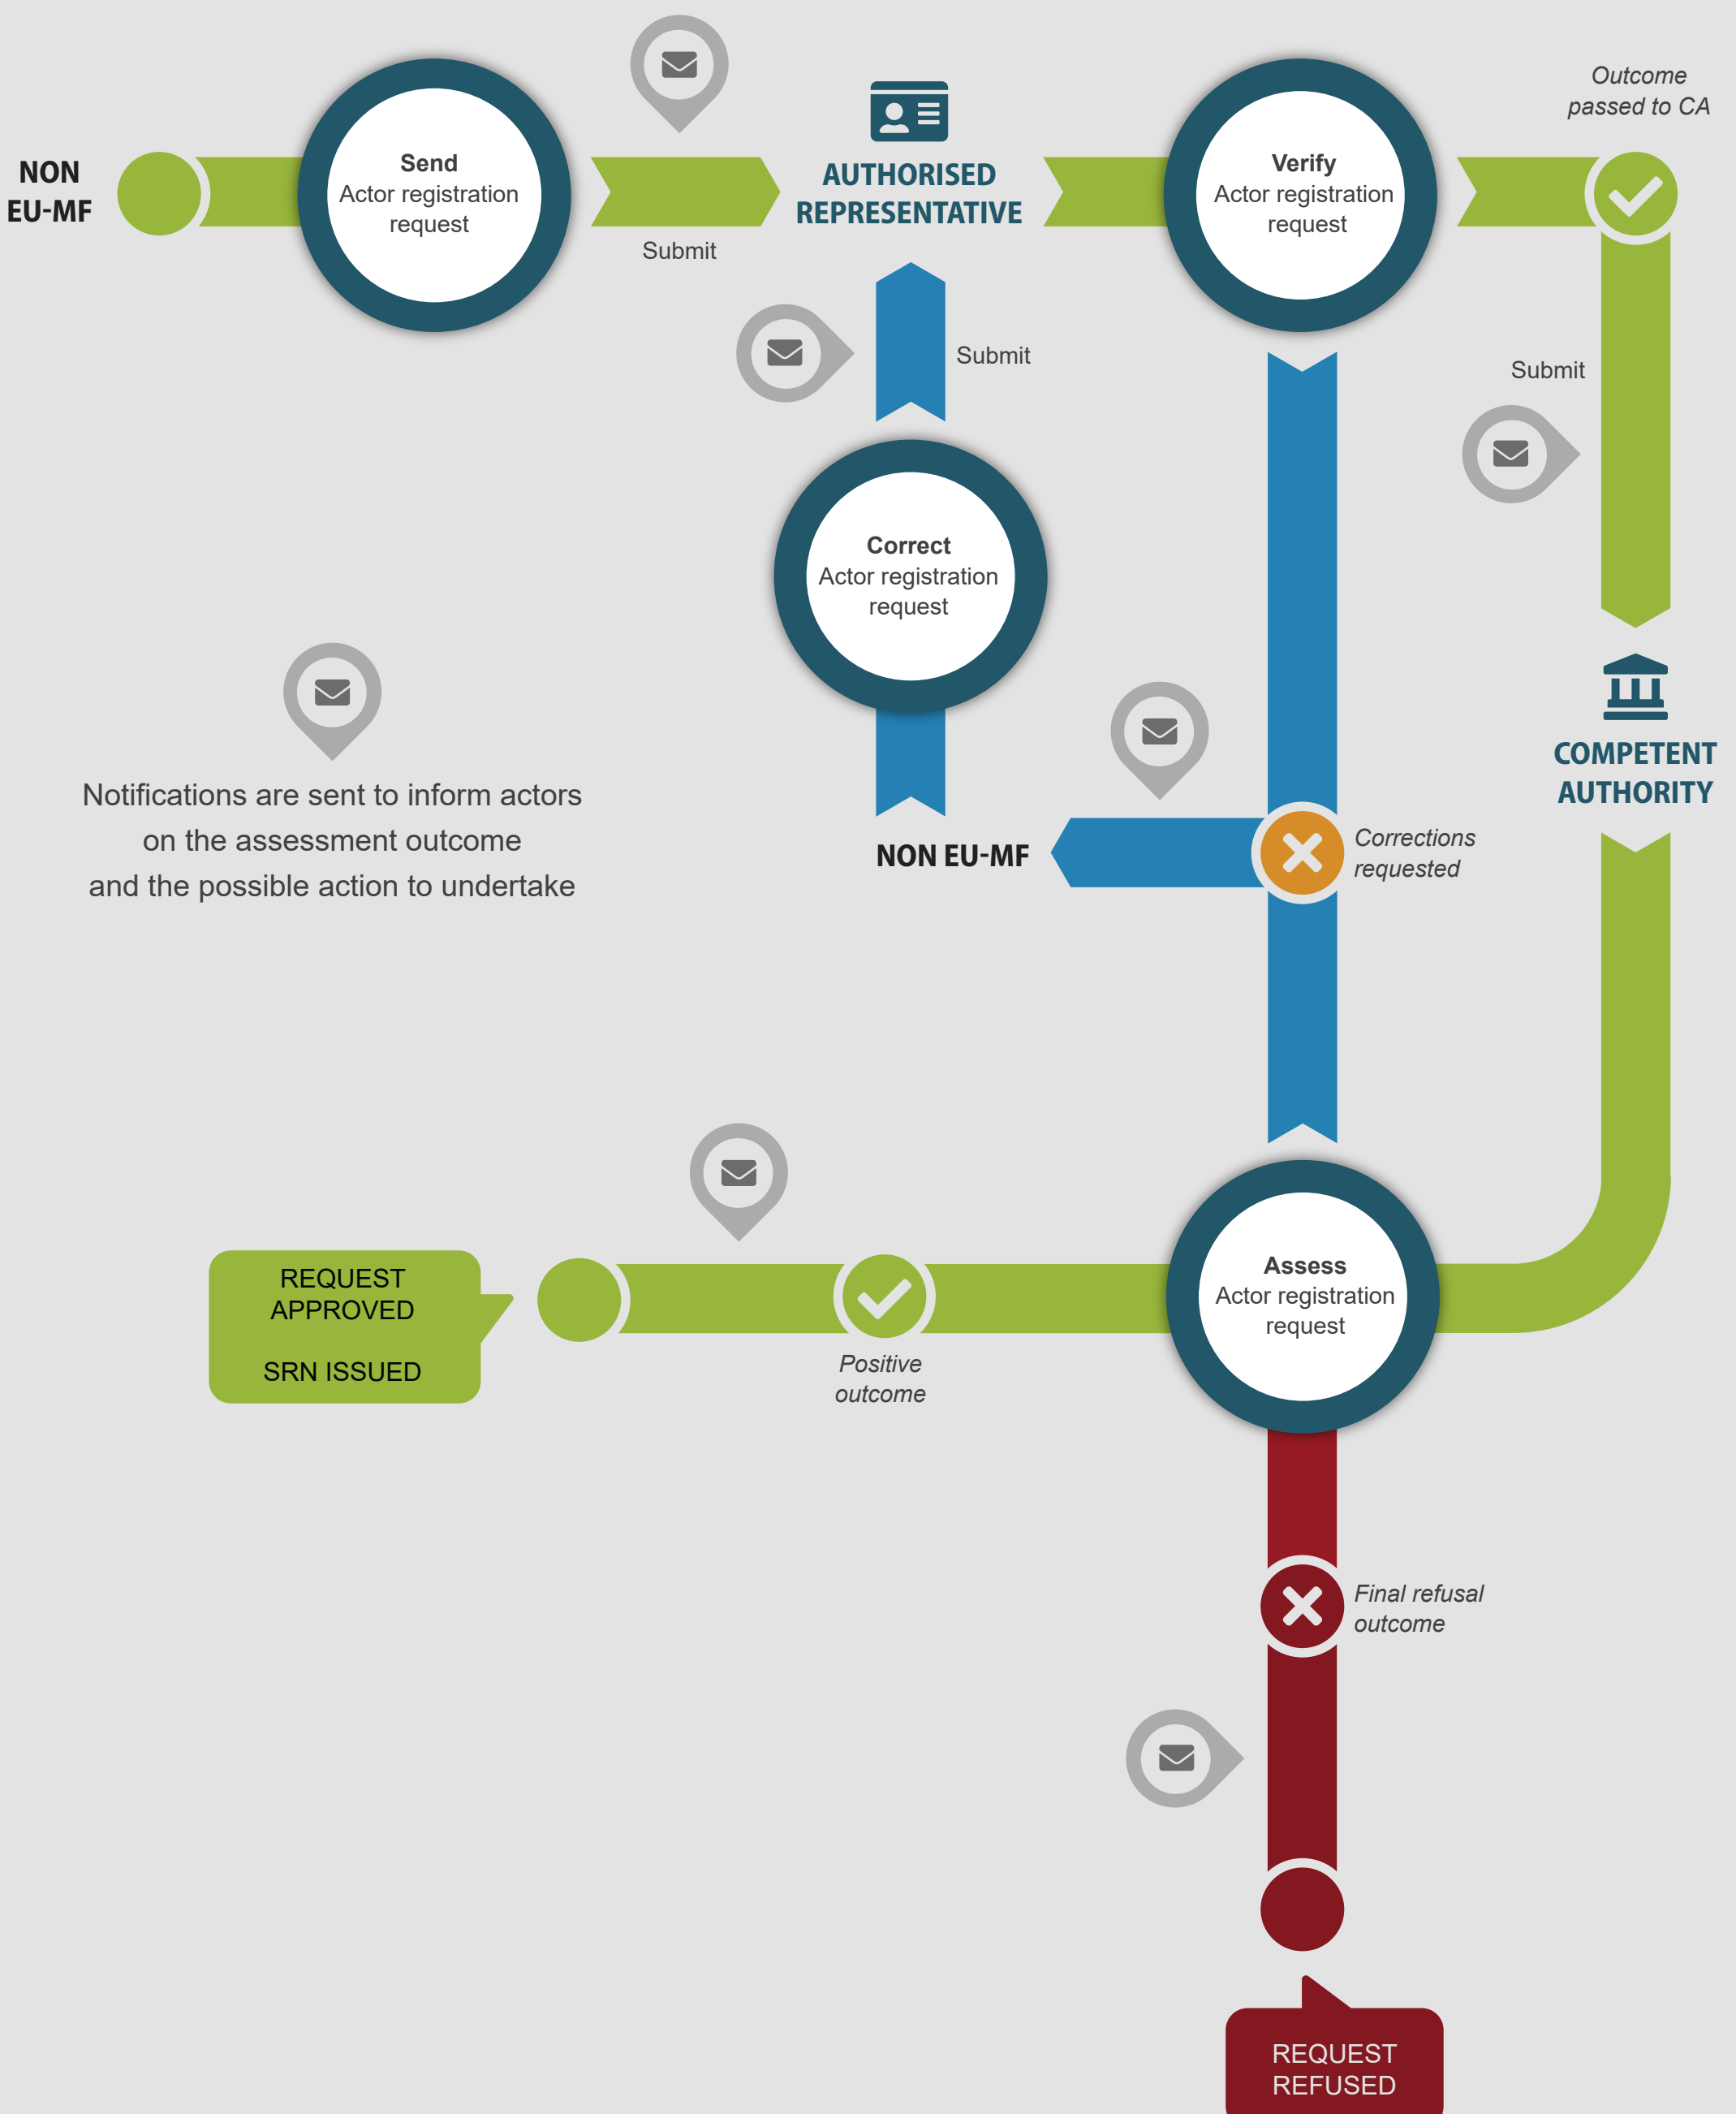 NON
EU-MF
Send
Actor registration
request
Submit
AUTHORISED
REPRESENTATIVE
Verify
Actor registration
request
Outcome
passed to CA
Submit
Submit
Correct
Actor registration
request
NON EU-MF
Corrections
requested
COMPETENT
AUTHORITY
Notifications are sent to inform actors
on the assessment outcome
and the possible action to undertake
Assess
Actor registration
request
Positive
outcome
REQUEST
APPROVED
SRN ISSUED
Final refusal
outcome
REQUEST
REFUSED